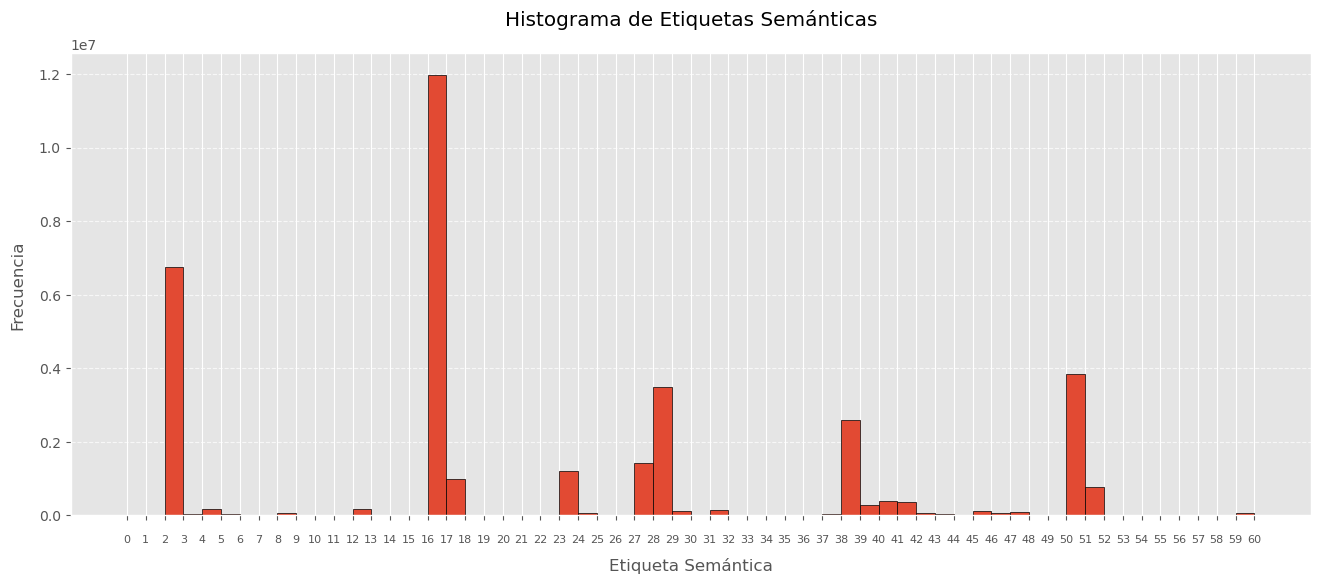 Histograma de Etiquetas Semánticas
1e7
1.2
1.0
0.8
0.6
0.4
0.2
0.0
Frecuencia
0 1 2 3 4 5 6 7 8 9 10 11 12 13 14 15 16 17 18 19 20 21 22 23 24 25 26 27 28 29 30 31 32 33 34 35 36 37 38 39 40 41 42 43 44 45 46 47 48 49 50 51 52 53 54 55 56 57 58 59 60
Etiqueta Semántica